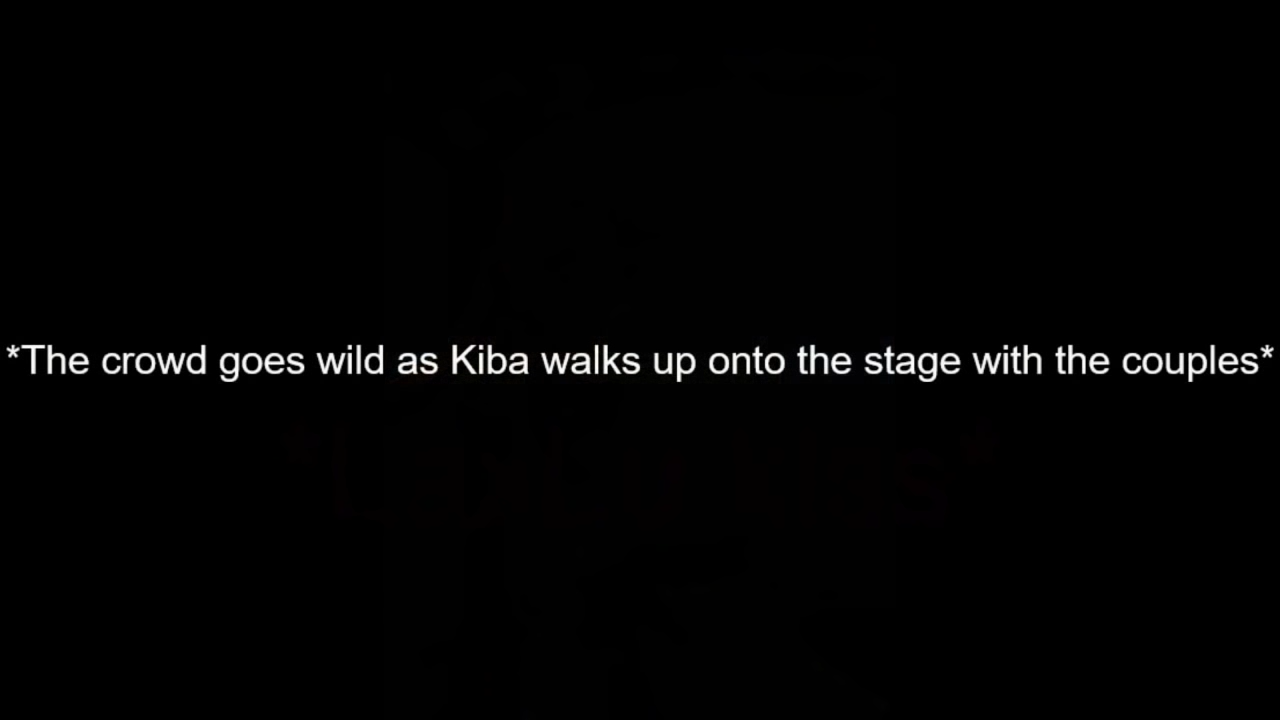 *The crowd goes wild as Kiba walks up onto the stage with the couples*